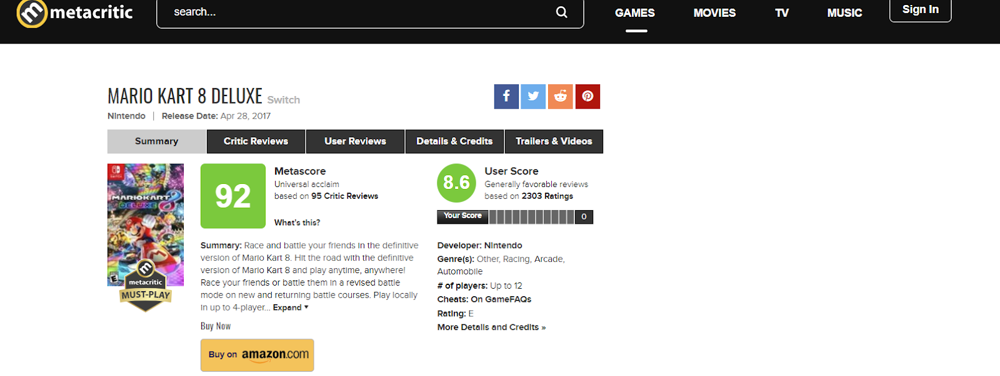 metacritic
search...
GAMES
MOVIES
TV
MUSIC
Sign In
MARIO KART 8 DELUXE Switch
Nintendo | Release Date: Apr 28, 2017
Summary
Critic Reviews
User Reviews
Details & Credits
Trailers & Videos
MARIOKART 8
DELUXE
E
metacritic
MUST-PLAY
92
Metascore
Universal acclaim
based on 95 Critic Reviews
What's this?
8.6
User Score
Generally favorable reviews
based on 2303 Ratings
Your Score
0
Summary: Race and battle your friends in the definitive
version of Mario Kart 8. Hit the road with the definitive
version of Mario Kart 8 and play anytime, anywhere!
Race your friends or battle them in a revised battle
mode on new and returning battle courses. Play locally
in up to 4-player... Expand ▼
Buy Now
Buy on amazon.com
Developer: Nintendo
Genre(s): Other, Racing, Arcade,
Automobile
# of players: Up to 12
Cheats: On GameFAQs
Rating: E
More Details and Credits »